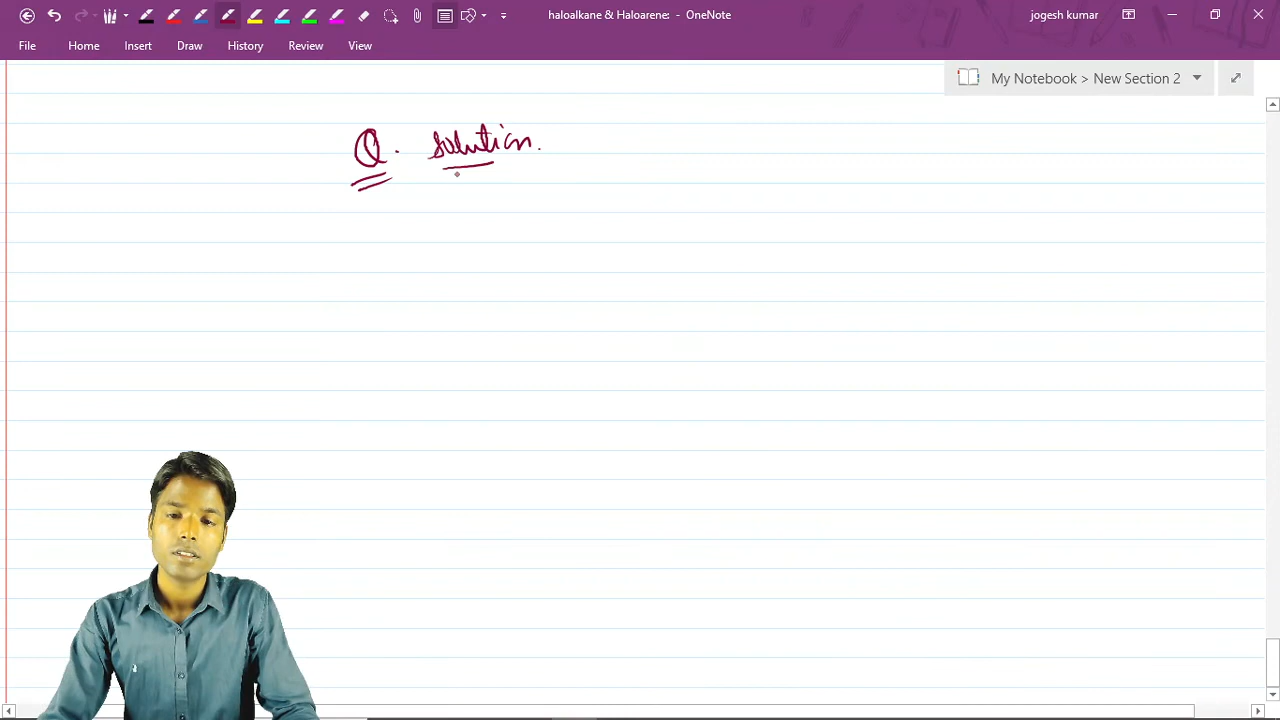 haloalkane & Haloarene: - OneNote
jogesh kumar
File Home Insert Draw History Review View
My Notebook > New Section 2
Q. Solution.